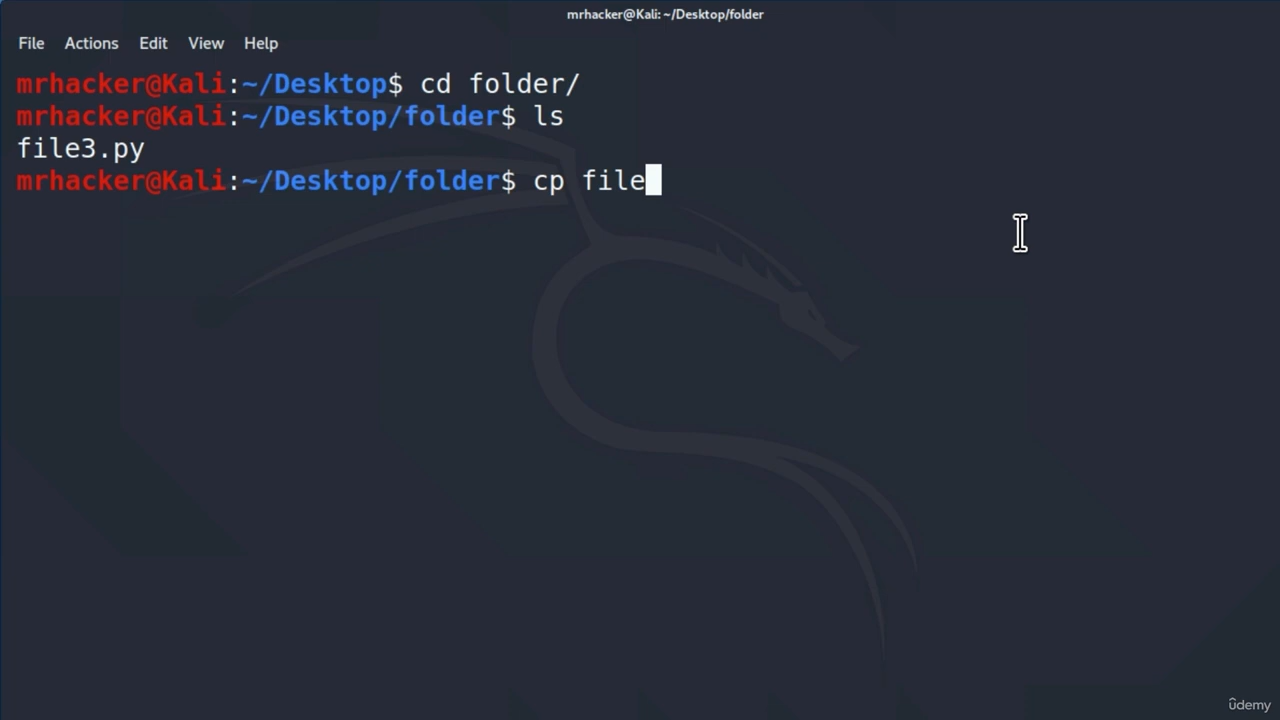 mrhacker@Kali: ~/Desktop/folder
File Actions Edit View Help
mrhacker@Kali:~/Desktop$ cd folder/
mrhacker@Kali:~/Desktop/folder$ ls
file3.py
mrhacker@Kali:~/Desktop/folder$ cp file
ûdemy